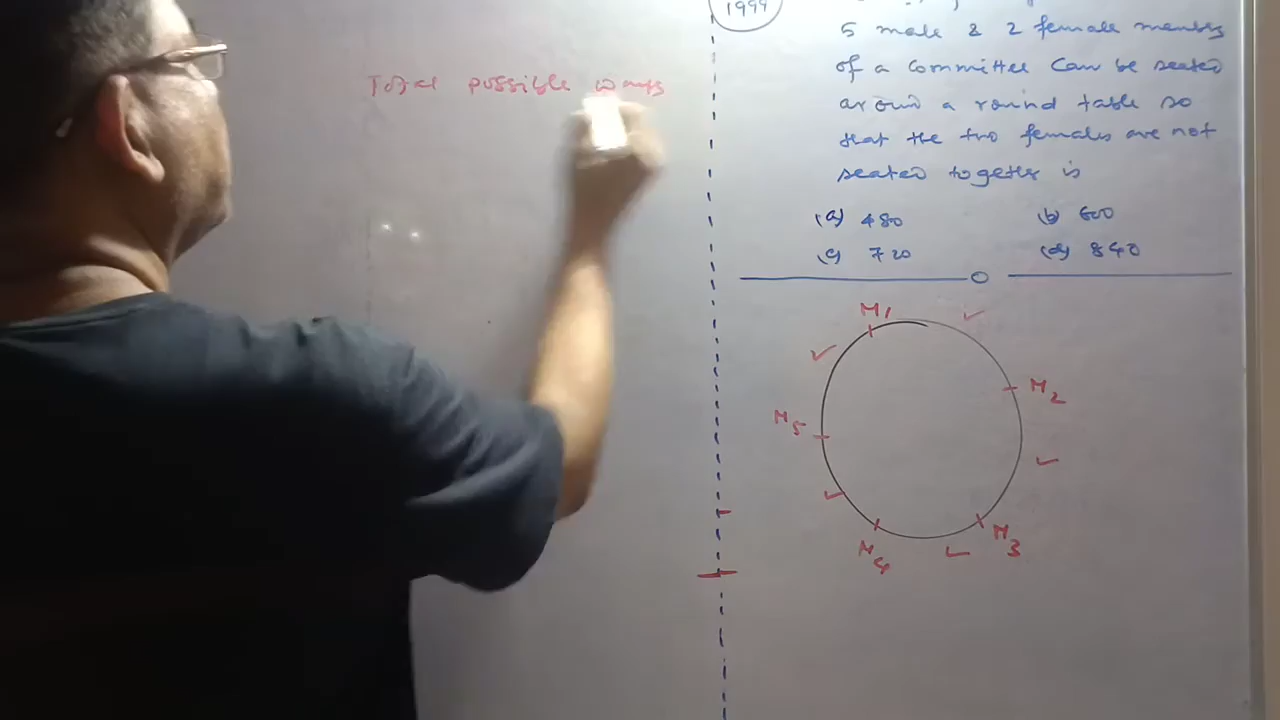 1999
5 male & 2 female members
of a committee can be seated
around a round table so
that the two females are not
seated together is
(a) 480 (b) 600
(c) 720 (d) 840
Total possible ways
M1
M2
M5
M3
M4